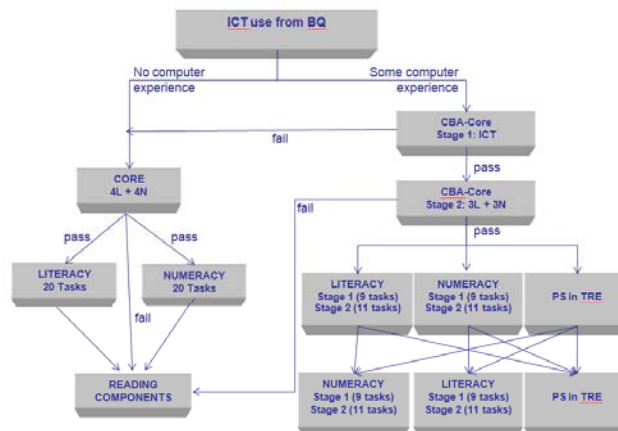 ICT use from BQ
No computer
experience
Some computer
experience
CBA-Core
Stage 1: ICT
fail
pass
CORE
4L + 4N
CBA-Core
Stage 2: 3L + 3N
fail
pass
pass
pass
LITERACY
20 Tasks
NUMERACY
20 Tasks
fail
LITERACY
Stage 1 (9 tasks)
Stage 2 (11 tasks)
NUMERACY
Stage 1 (9 tasks)
Stage 2 (11 tasks)
PS in TRE
READING
COMPONENTS
NUMERACY
Stage 1 (9 tasks)
Stage 2 (11 tasks)
LITERACY
Stage 1 (9 tasks)
Stage 2 (11 tasks)
PS in TRE